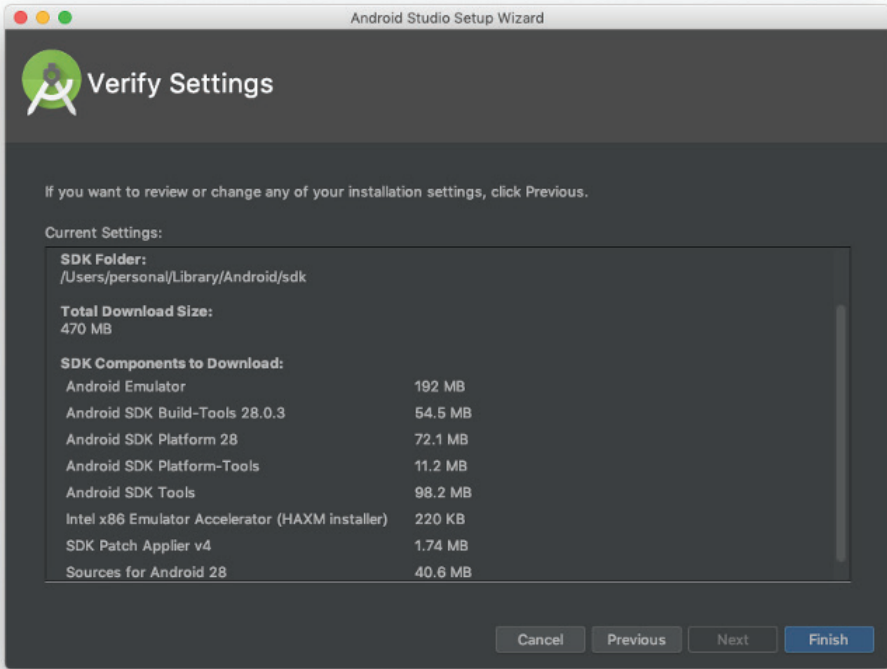 Android Studio Setup Wizard
Verify Settings
If you want to review or change any of your installation settings, click Previous.
Current Settings:
SDK Folder:
/Users/personal/Library/Android/sdk
Total Download Size:
470 MB
SDK Components to Download:
Android Emulator 192 MB
Android SDK Build-Tools 28.0.3 54.5 MB
Android SDK Platform 28 72.1 MB
Android SDK Platform-Tools 11.2 MB
Android SDK Tools 98.2 MB
Intel x86 Emulator Accelerator (HAXM installer) 220 KB
SDK Patch Applier v4 1.74 MB
Sources for Android 28 40.6 MB
Cancel Previous Next Finish